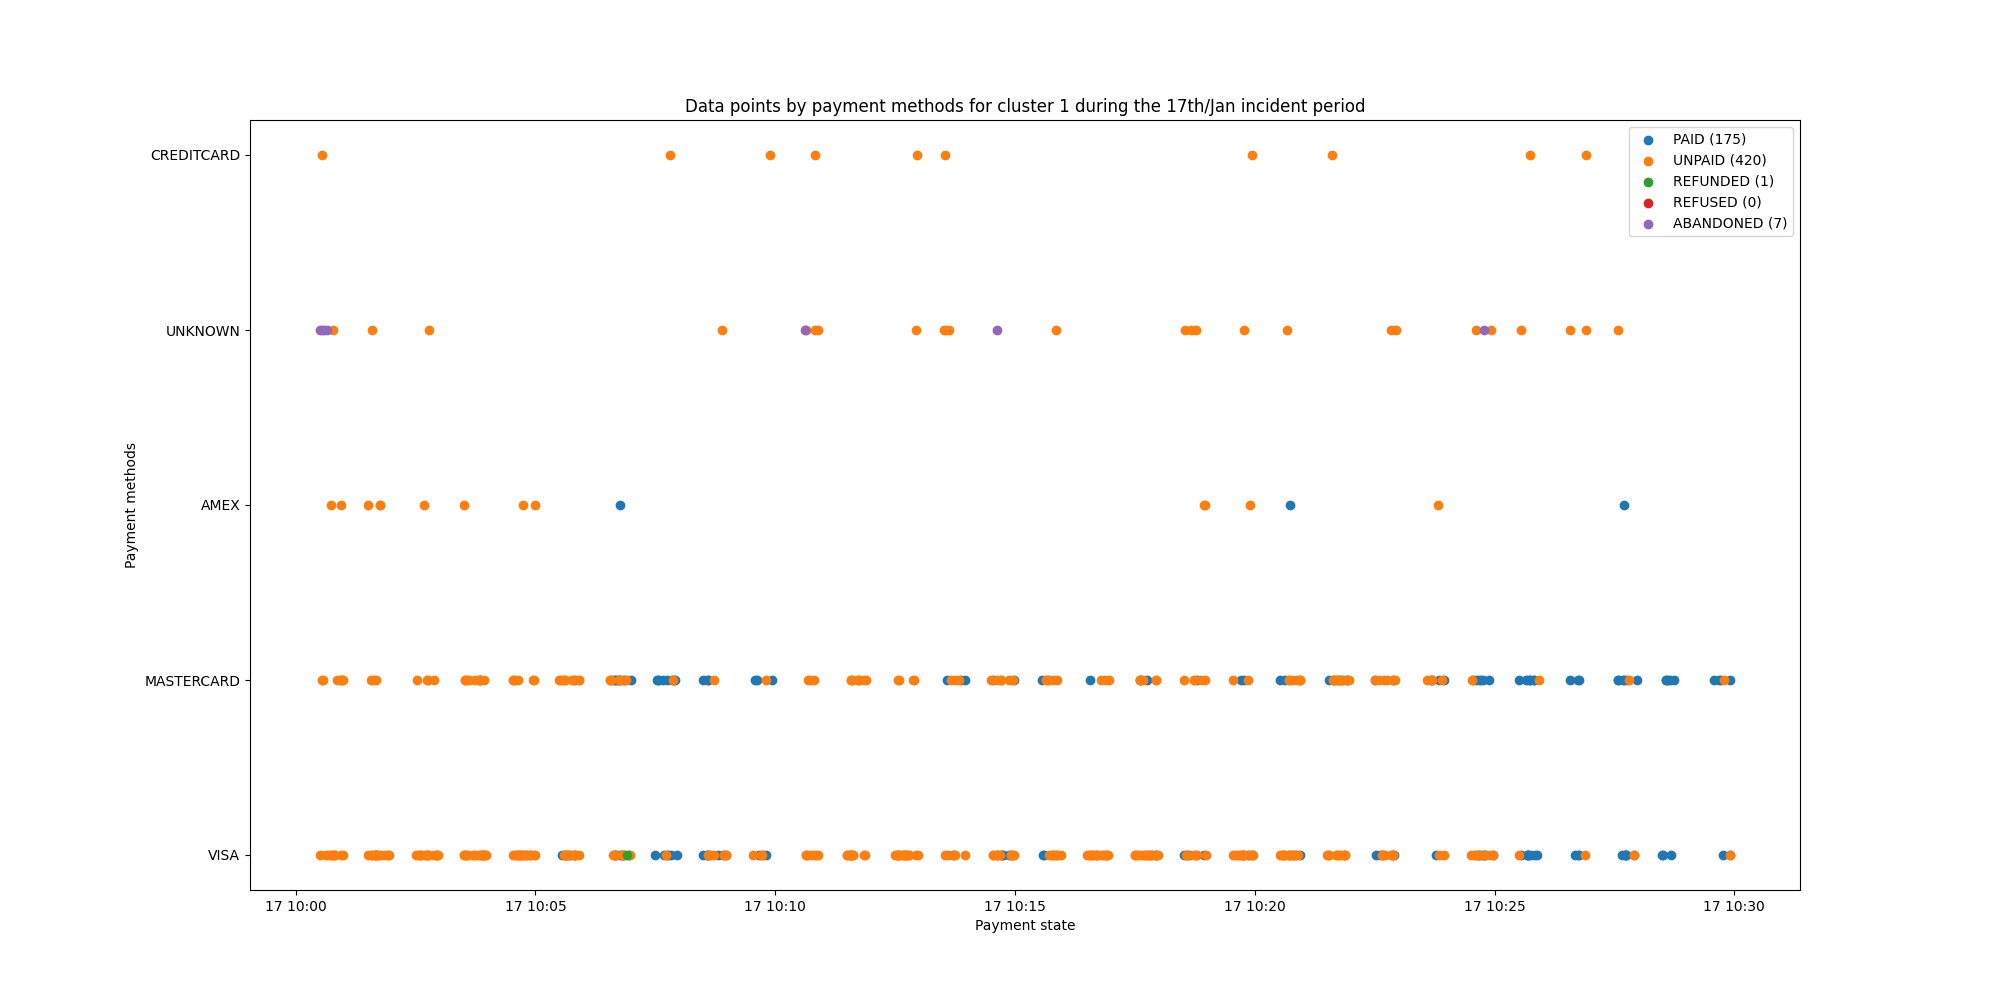 Data points by payment methods for cluster 1 during the 17th/Jan incident period
PAID (175)
UNPAID (420)
REFUNDED (1)
REFUSED (0)
ABANDONED (7)
Payment methods
CREDITCARD
UNKNOWN
AMEX
MASTERCARD
VISA
17 10:00 17 10:05 17 10:10 17 10:15 17 10:20 17 10:25 17 10:30
Payment state